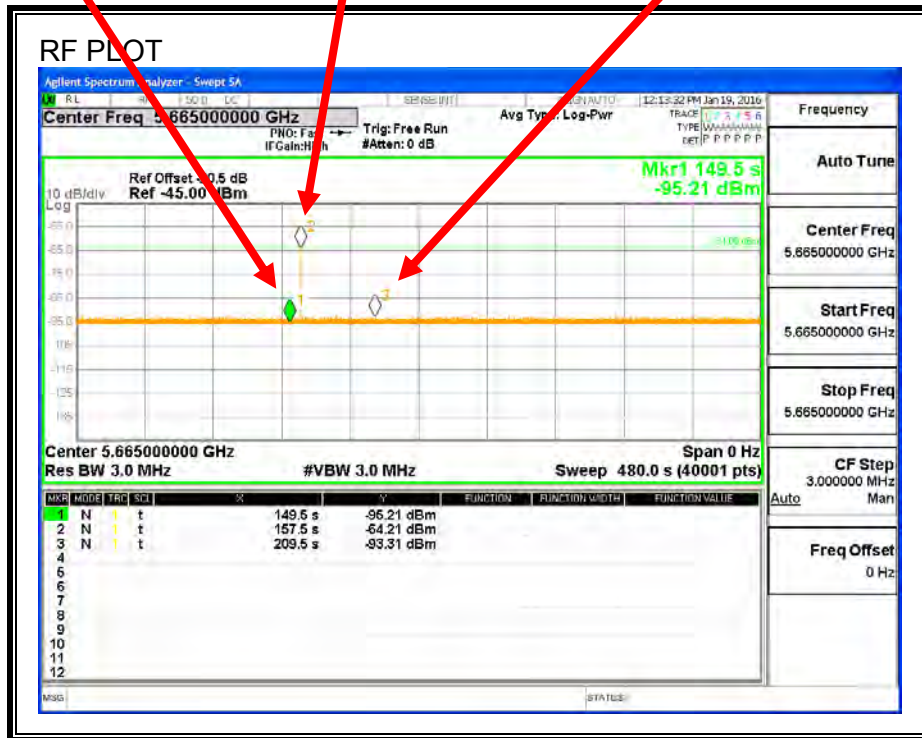 RF PLOT
Agilent Spectrum Analyzer - Swept SA
RL 50 Ω DC SENSE:INT ALIGN AUTO 12:13:32 PM Jan 19, 2016
Center Freq 5.665000000 GHz
PNO: Fast Trig: Free Run
IFGain:High #Atten: 0 dB
Avg Type: Log-Pwr
TRACE 1 2 3 4 5 6
TYPE
DET P P P P P P
Mkr1 149.5 s
-95.21 dBm
Ref Offset -0.5 dB
10 dB/div Ref -45.00 dBm
Log
2
-65.0
1
3
-95.0
Center 5.665000000 GHz Span 0 Hz
Res BW 3.0 MHz #VBW 3.0 MHz Sweep 480.0 s (40001 pts)
MKR MODE TRC SCL X Y FUNCTION FUNCTION WIDTH FUNCTION VALUE
1 N 1 t 149.5 s -95.21 dBm
2 N 1 t 157.5 s -64.21 dBm
3 N 1 t 209.5 s -93.31 dBm
4
5
6
7
8
9
10
11
12
MSG STATUS
Frequency
Auto Tune
Center Freq
5.665000000 GHz
Start Freq
5.665000000 GHz
Stop Freq
5.665000000 GHz
CF Step
3.000000 MHz
Auto Man
Freq Offset
0 Hz